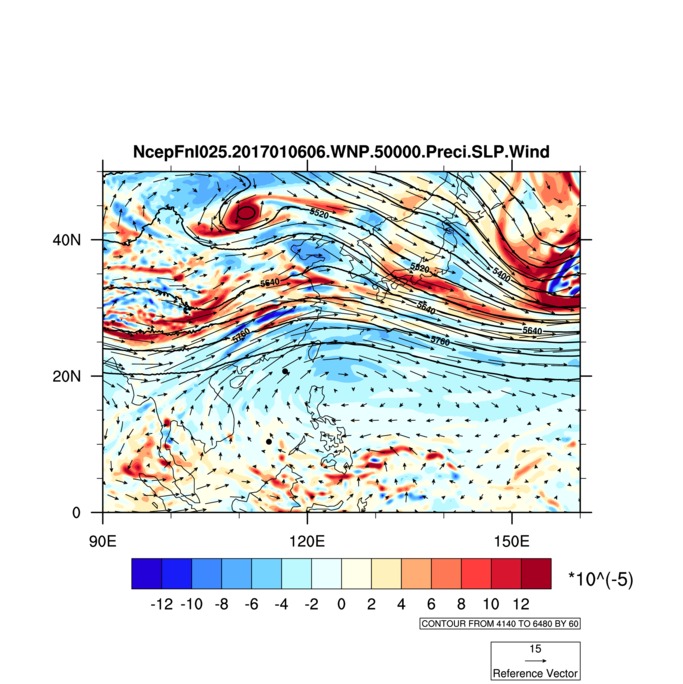 NcepFnl025.2017010606.WNP.50000.Preci.SLP.Wind
5520
40N
5400
5520
5640
5640
5640
5760
5760
20N
0
90E 120E 150E
*10^(-5)
-12 -10 -8 -6 -4 -2 0 2 4 6 8 10 12
CONTOUR FROM 4140 TO 6480 BY 60
15
Reference Vector